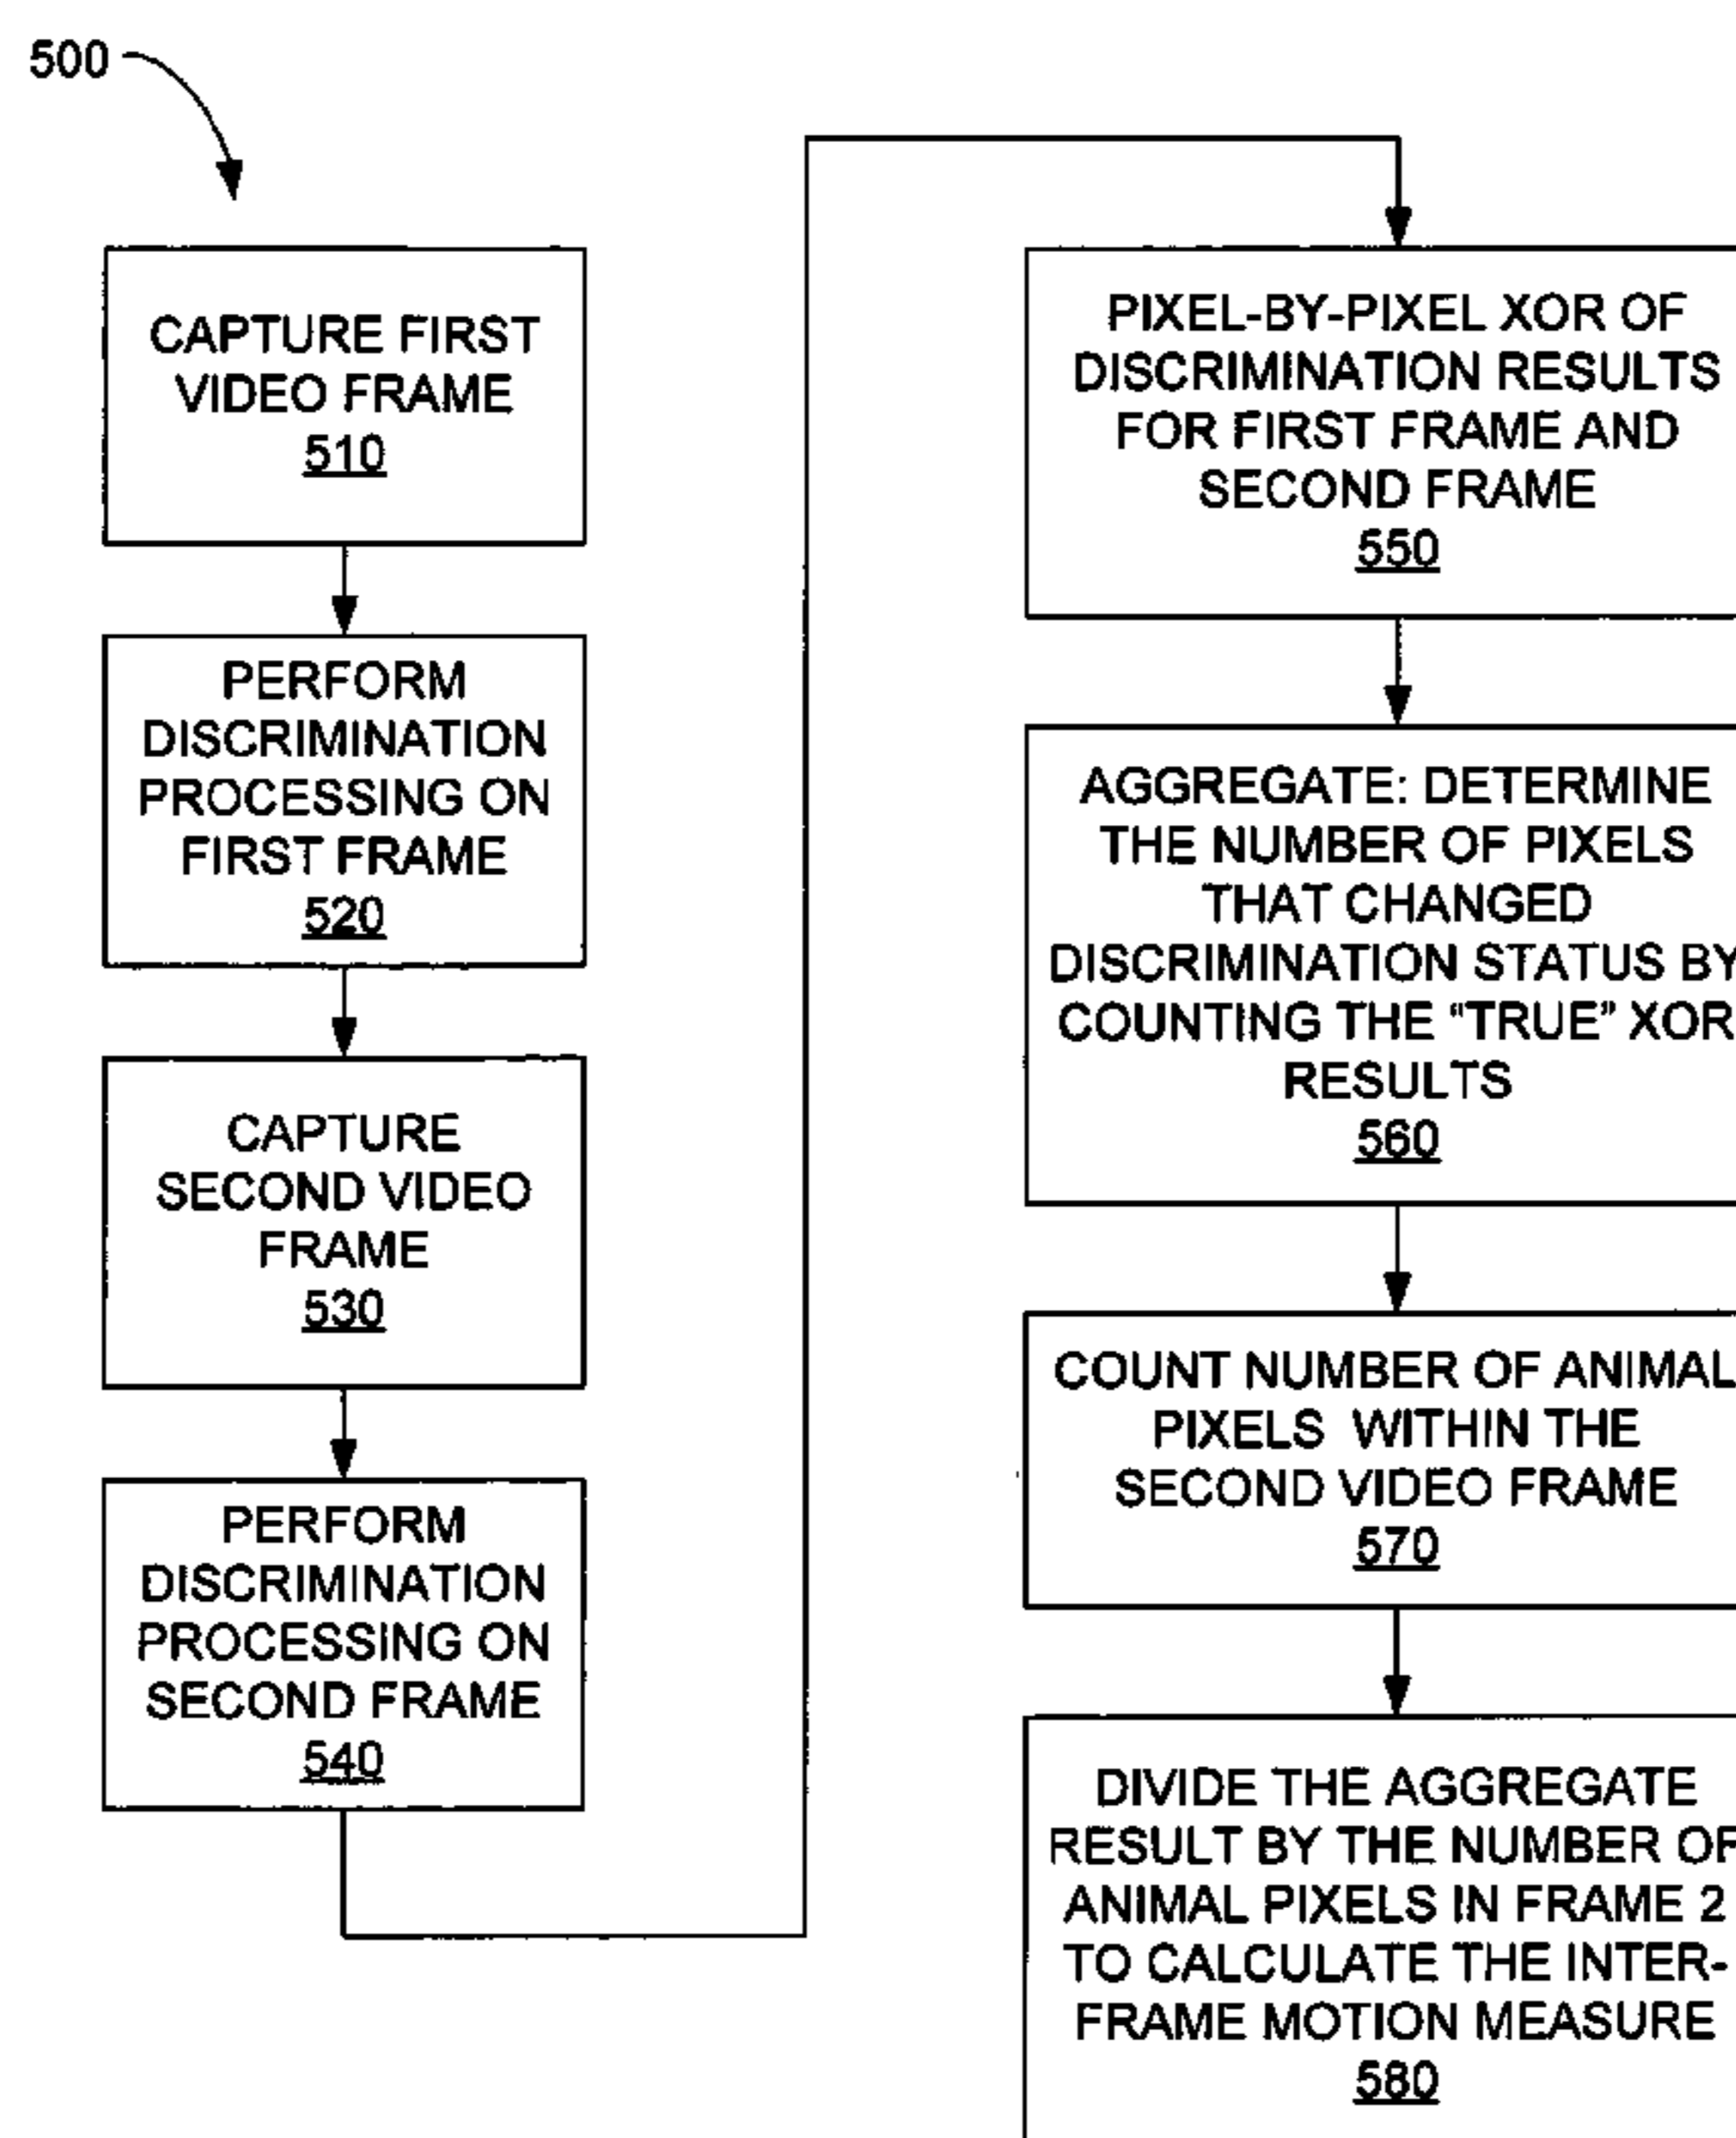 500
CAPTURE FIRST
VIDEO FRAME
510
PERFORM
DISCRIMINATION
PROCESSING ON
FIRST FRAME
520
CAPTURE
SECOND VIDEO
FRAME
530
PERFORM
DISCRIMINATION
PROCESSING ON
SECOND FRAME
540
PIXEL-BY-PIXEL XOR OF
DISCRIMINATION RESULTS
FOR FIRST FRAME AND
SECOND FRAME
550
AGGREGATE: DETERMINE
THE NUMBER OF PIXELS
THAT CHANGED
DISCRIMINATION STATUS BY
COUNTING THE “TRUE” XOR
RESULTS
560
COUNT NUMBER OF ANIMAL
PIXELS WITHIN THE
SECOND VIDEO FRAME
570
DIVIDE THE AGGREGATE
RESULT BY THE NUMBER OF
ANIMAL PIXELS IN FRAME 2
TO CALCULATE THE INTER-
FRAME MOTION MEASURE
580